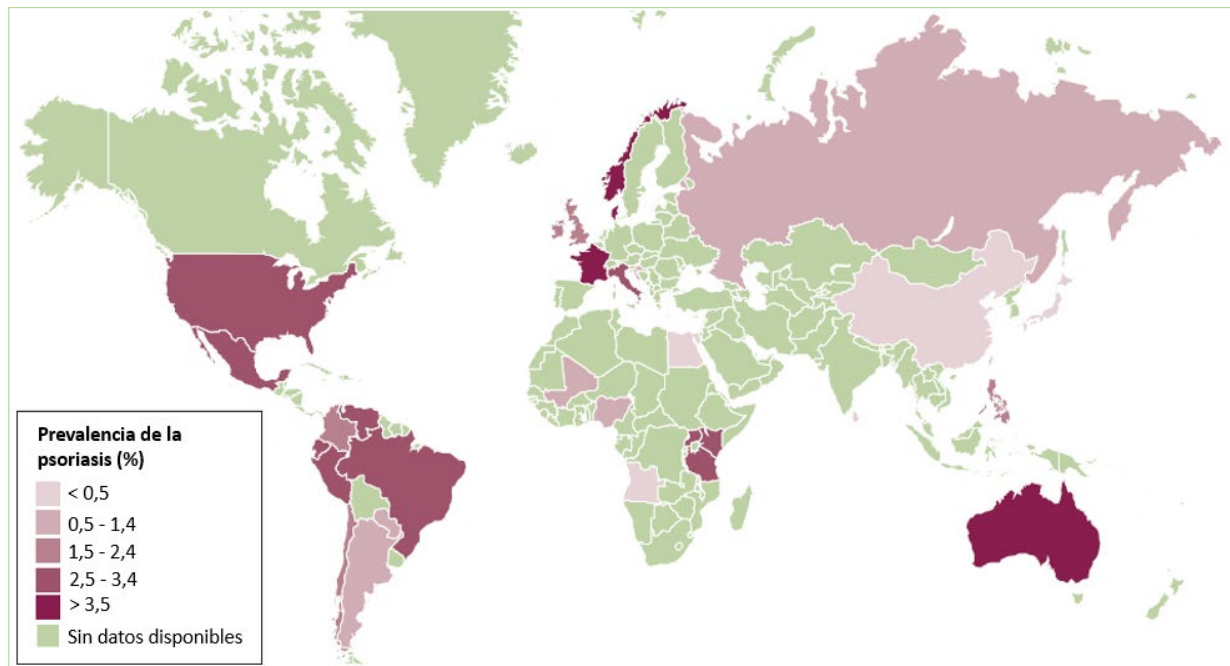 Prevalencia de la
psoriasis (%)
< 0,5
0,5 - 1,4
1,5 - 2,4
2,5 - 3,4
> 3,5
Sin datos disponibles